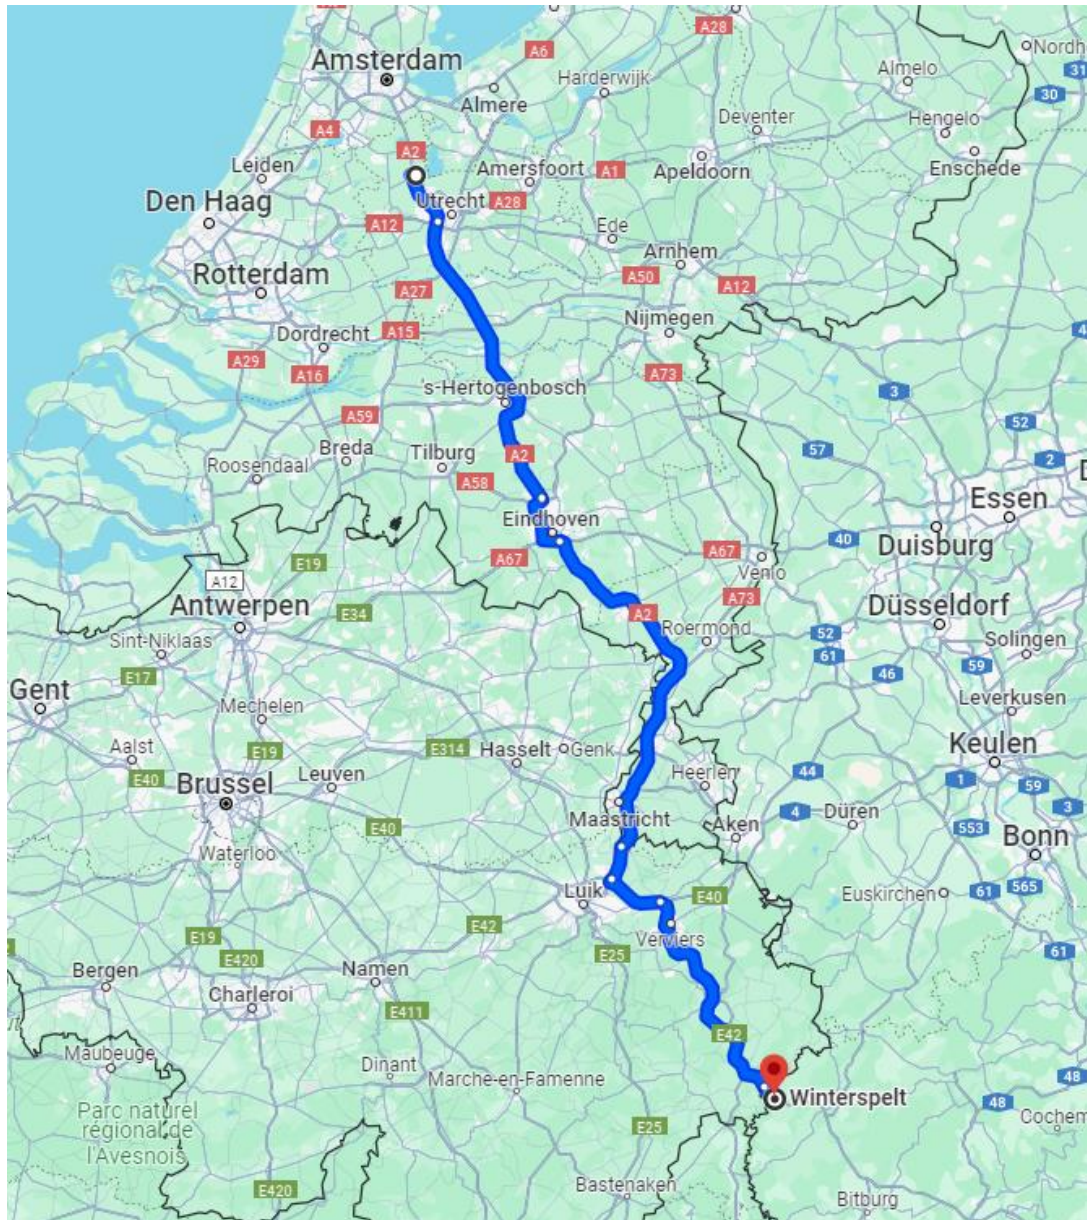 A28
Nordh
Amsterdam
A6
Harderwijk
Almelo
31
Almere
30
A4
Deventer
Hengelo
A2
Leiden
Amersfoort
A1
Apeldoorn
Enschede
Den Haag
A12
Utrecht
A28
Ede
Arnhem
Rotterdam
A27
A50
A12
Dordrecht
A15
Nijmegen
A29
A16
A73
3
's-Hertogenbosch
A59
52
Breda
Tilburg
A2
57
2
Roosendaal
A58
Essen
Eindhoven
40
Duisburg
E19
A67
A67
Venlo
A12
Antwerpen
E34
A73
Düsseldorf
A2
Roermond
52
Solingen
Sint-Niklaas
61
59
E17
46
Gent
Mechelen
Leverkusen
Aalst
E19
E314
Hasselt
Genk
Keulen
E40
Leuven
Heerlen
44
1
Brussel
59
Maastricht
4
Düren
3
E40
Aken
553
Bonn
Waterloo
Luik
E40
Euskirchen
61
565
E42
E19
Verviers
E420
E25
61
Bergen
Namen
Charleroi
E411
E42
Maubeuge
Dinant
Marche-en-Famenne
48
Winterspelt
48
Parc naturel
régional de
l'Avesnois
E25
Cochem
E420
Bastenaken
Bitburg